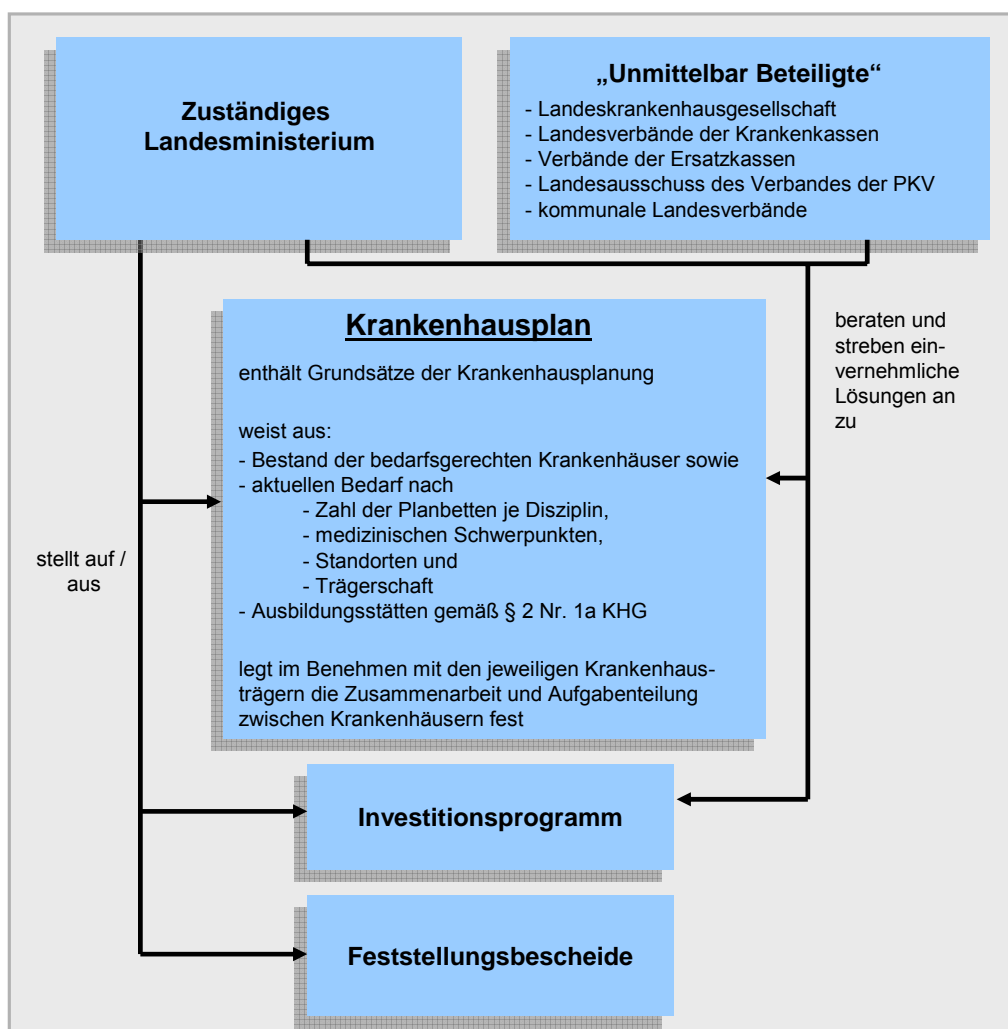 Zuständiges
Landesministerium
„Unmittelbar Beteiligte“
- Landeskrankenhausgesellschaft
- Landesverbände der Krankenkassen
- Verbände der Ersatzkassen
- Landesausschuss des Verbandes der PKV
- kommunale Landesverbände
Krankenhausplan
enthält Grundsätze der Krankenhausplanung
weist aus:
- Bestand der bedarfsgerechten Krankenhäuser sowie
- aktuellen Bedarf nach
- Zahl der Planbetten je Disziplin,
- medizinischen Schwerpunkten,
- Standorten und
- Trägerschaft
- Ausbildungsstätten gemäß § 2 Nr. 1a KHG
legt im Benehmen mit den jeweiligen Krankenhaus-
trägern die Zusammenarbeit und Aufgabenteilung
zwischen Krankenhäusern fest
beraten und
streben ein-
vernehmliche
Lösungen an
zu
stellt auf /
aus
Investitionsprogramm
Feststellungsbescheide